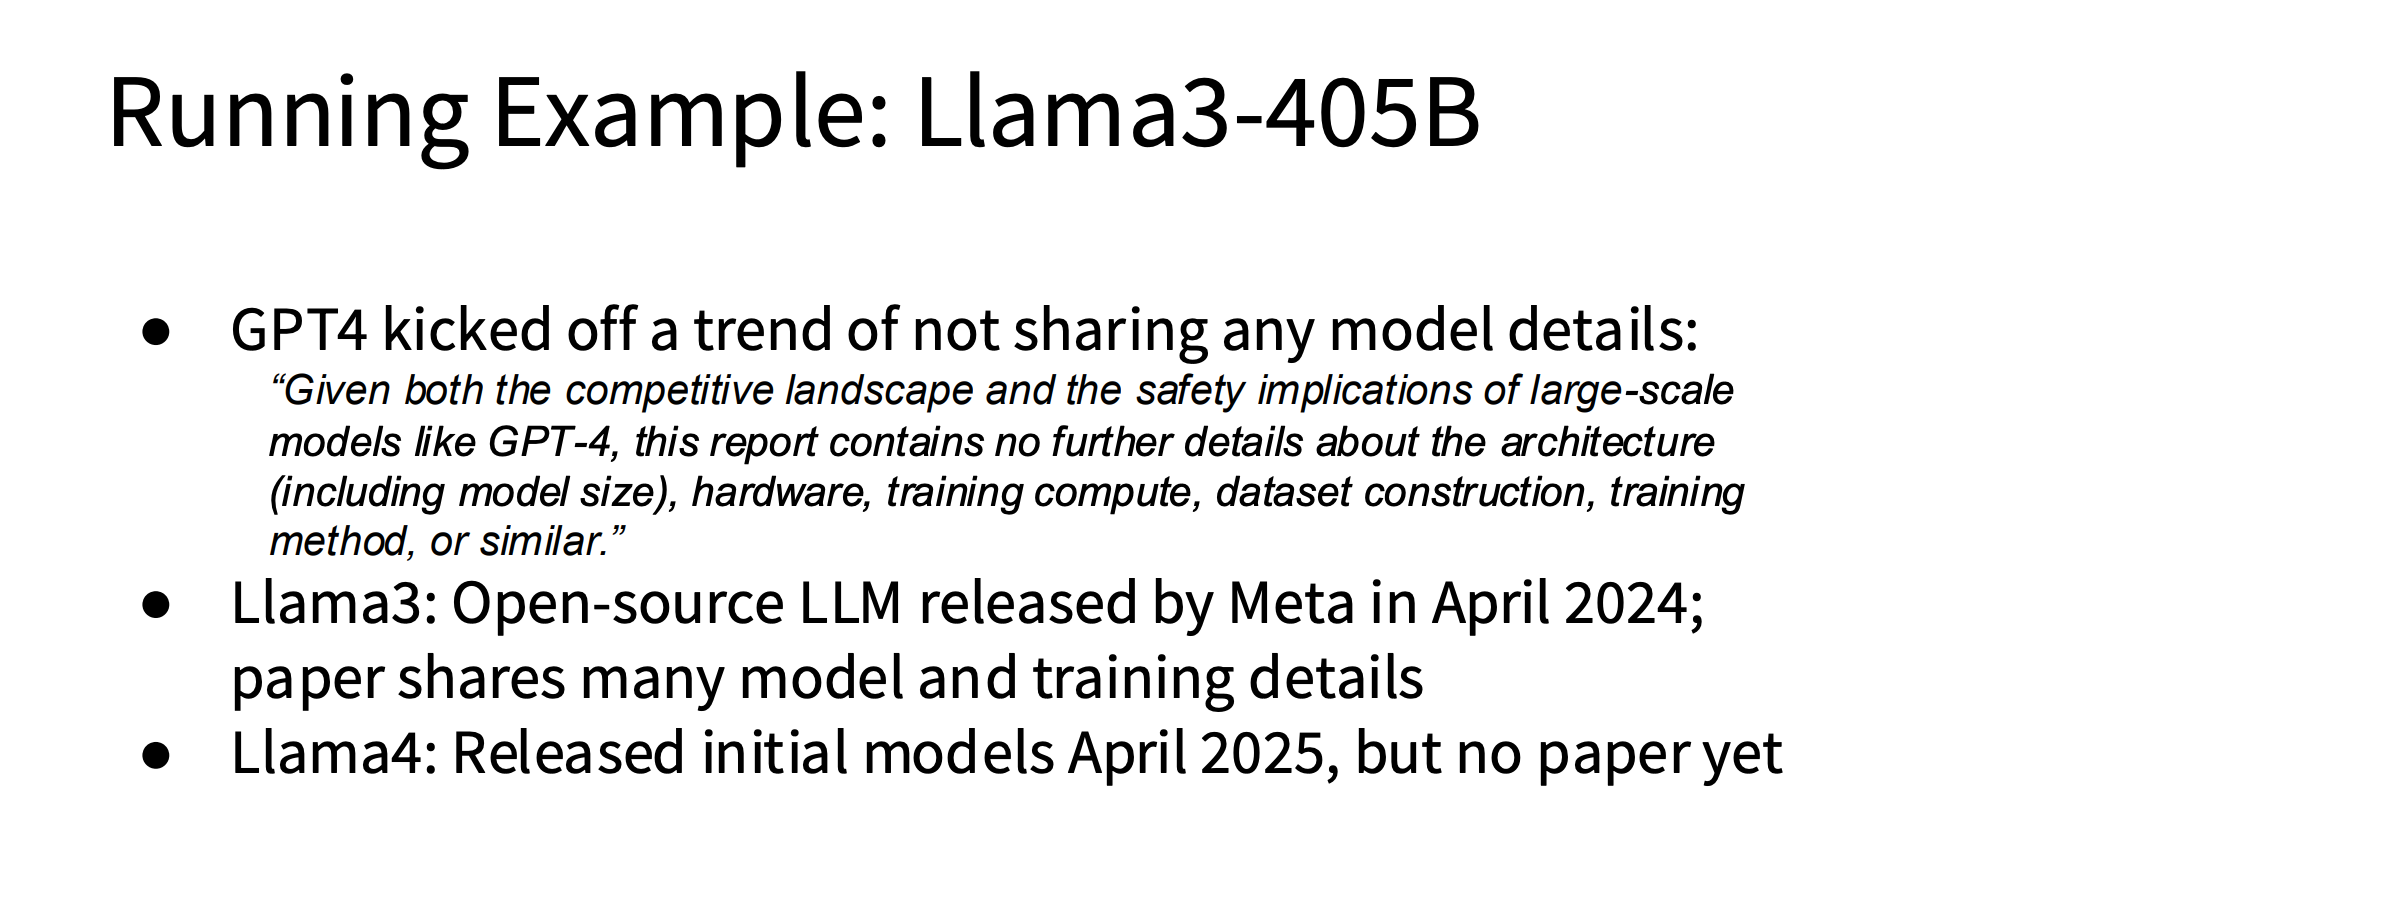 Running Example: Llama3-405B
● GPT4 kicked off a trend of not sharing any model details:
“Given both the competitive landscape and the safety implications of large-scale
models like GPT-4, this report contains no further details about the architecture
(including model size), hardware, training compute, dataset construction, training
method, or similar.”
● Llama3: Open-source LLM released by Meta in April 2024;
paper shares many model and training details
● Llama4: Released initial models April 2025, but no paper yet